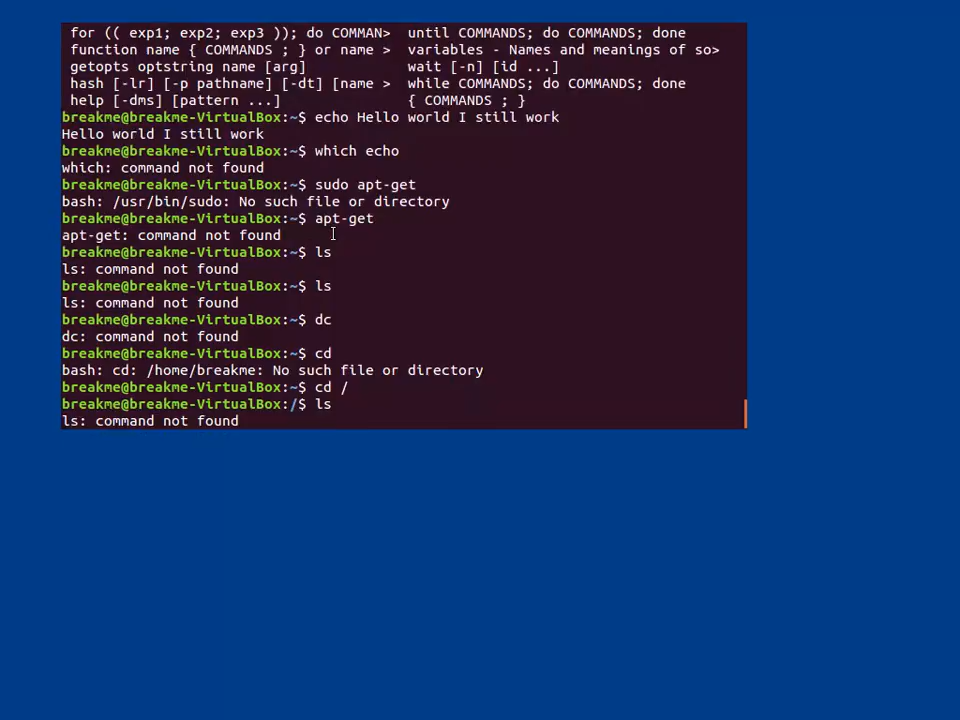 for (( exp1; exp2; exp3 )); do COMMAN>  until COMMANDS; do COMMANDS; done
function name { COMMANDS ; } or name >  variables - Names and meanings of so>
getopts optstring name [arg]            wait [-n] [id ...]
hash [-lr] [-p pathname] [-dt] [name >  while COMMANDS; do COMMANDS; done
help [-dms] [pattern ...]               { COMMANDS ; }
breakme@breakme-VirtualBox:~$ echo Hello world I still work
Hello world I still work
breakme@breakme-VirtualBox:~$ which echo
which: command not found
breakme@breakme-VirtualBox:~$ sudo apt-get
bash: /usr/bin/sudo: No such file or directory
breakme@breakme-VirtualBox:~$ apt-get
apt-get: command not found
breakme@breakme-VirtualBox:~$ ls
ls: command not found
breakme@breakme-VirtualBox:~$ ls
ls: command not found
breakme@breakme-VirtualBox:~$ dc
dc: command not found
breakme@breakme-VirtualBox:~$ cd
bash: cd: /home/breakme: No such file or directory
breakme@breakme-VirtualBox:~$ cd /
breakme@breakme-VirtualBox:/$ ls
ls: command not found